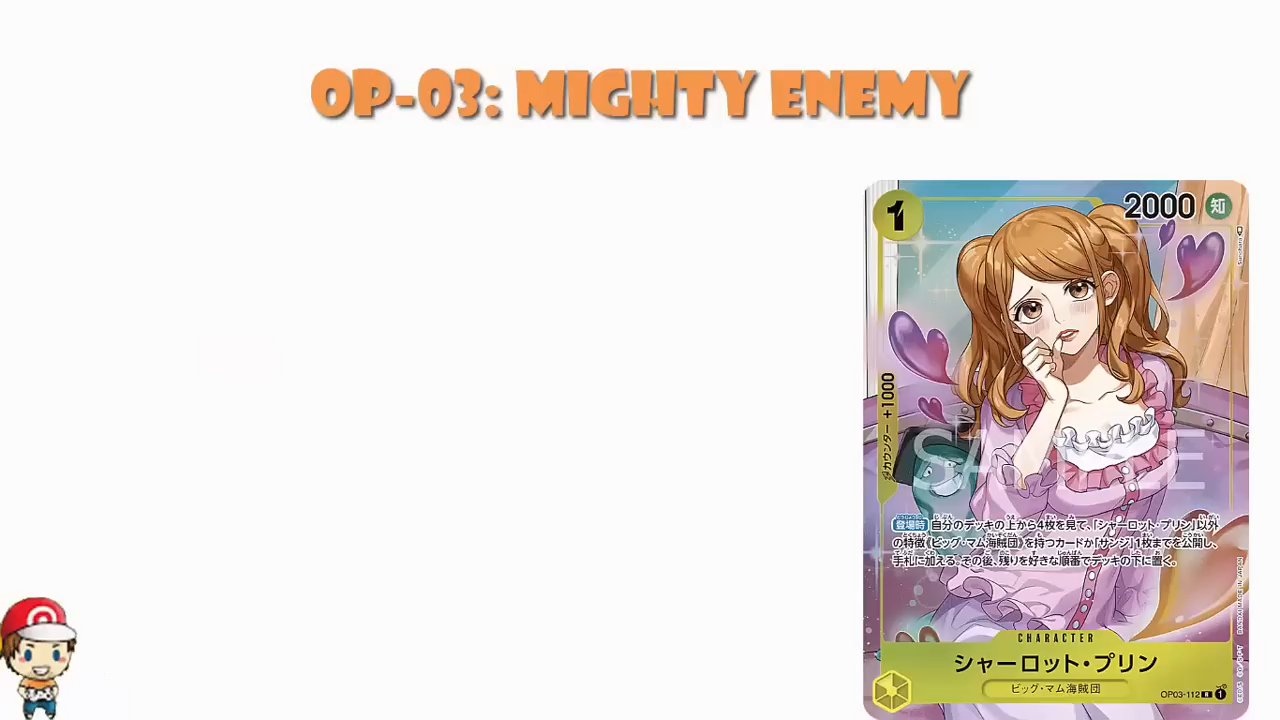 OP-03: MIGHTY ENEMY
1
2000 知
カウンター +1000
SAMPLE
登場時 自分のデッキの上から4枚を見て、「シャーロット・プリン」以外
の特徴《ビッグ・マム海賊団》を持つカードか「サンジ」1枚までを公開し、
手札に加える。その後、残りを好きな順番でデッキの下に置く。
CHARACTER
シャーロット・プリン
ビッグ・マム海賊団
OP03-112 R 1